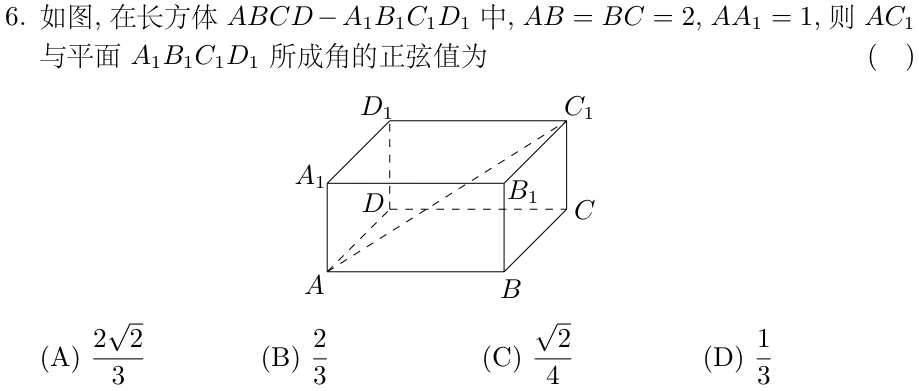 6. 如图, 在长方体 ABCD－A₁B₁C₁D₁ 中, AB = BC = 2, AA₁ = 1, 则 AC₁
与平面 A₁B₁C₁D₁ 所成角的正弦值为 ( )
D₁ C₁
A₁ B₁
D C
A B
(A) 2√2/3 (B) 2/3 (C) √2/4 (D) 1/3